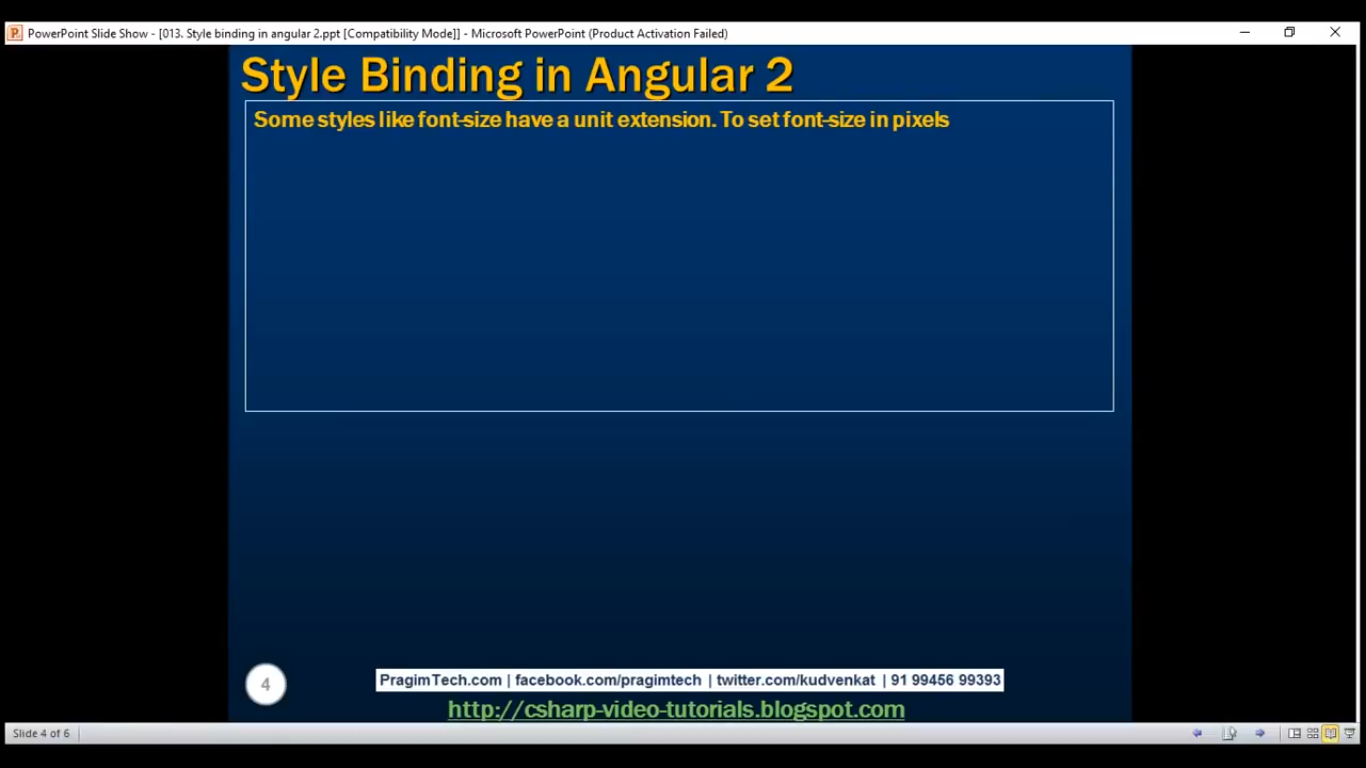 PowerPoint Slide Show - [013. Style binding in angular 2.ppt [Compatibility Mode]] - Microsoft PowerPoint (Product Activation Failed)
Style Binding in Angular 2
Some styles like font-size have a unit extension. To set font-size in pixels
4
PragimTech.com | facebook.com/pragimtech | twitter.com/kudvenkat | 91 99456 99393
http://csharp-video-tutorials.blogspot.com
Slide 4 of 6